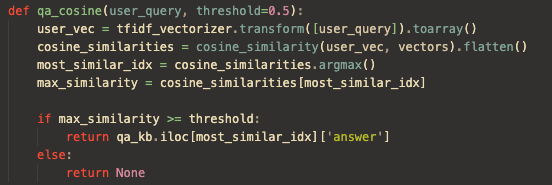 def qa_cosine(user_query, threshold=0.5):
    user_vec = tfidf_vectorizer.transform([user_query]).toarray()
    cosine_similarities = cosine_similarity(user_vec, vectors).flatten()
    most_similar_idx = cosine_similarities.argmax()
    max_similarity = cosine_similarities[most_similar_idx]

    if max_similarity >= threshold:
        return qa_kb.iloc[most_similar_idx]['answer']
    else:
        return None